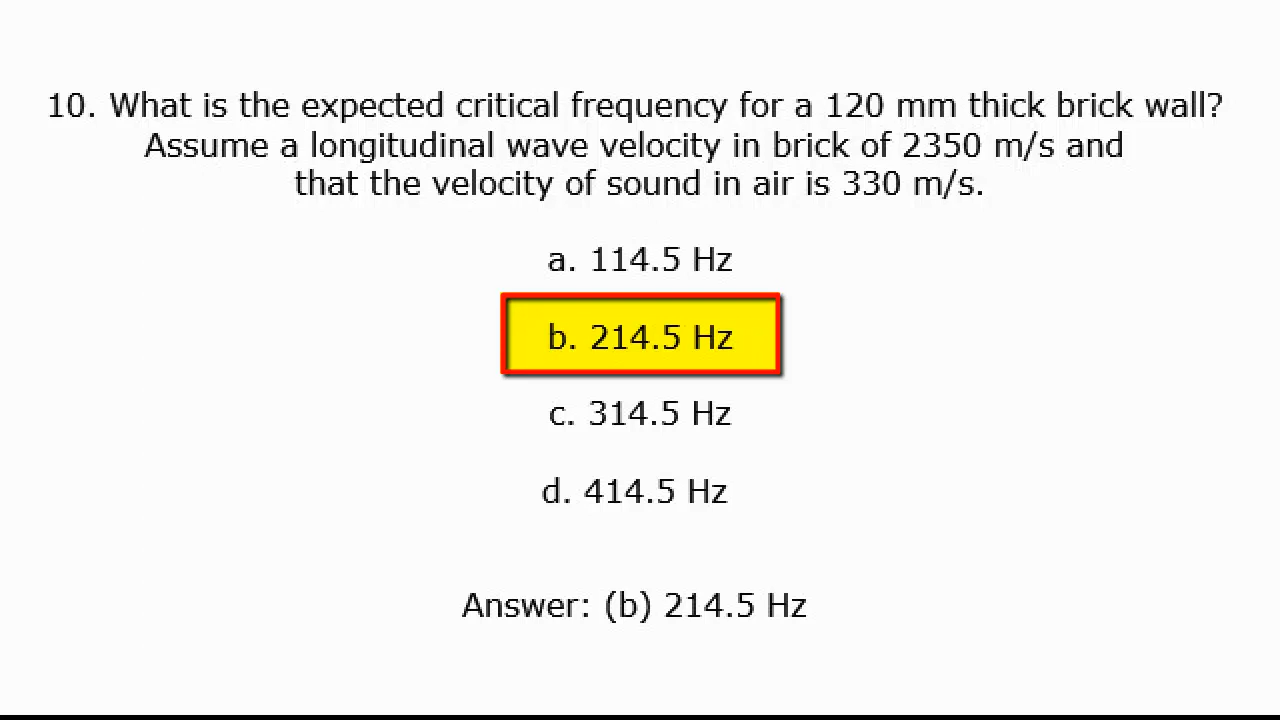 10. What is the expected critical frequency for a 120 mm thick brick wall?
Assume a longitudinal wave velocity in brick of 2350 m/s and
that the velocity of sound in air is 330 m/s.
a. 114.5 Hz
b. 214.5 Hz
c. 314.5 Hz
d. 414.5 Hz
Answer: (b) 214.5 Hz